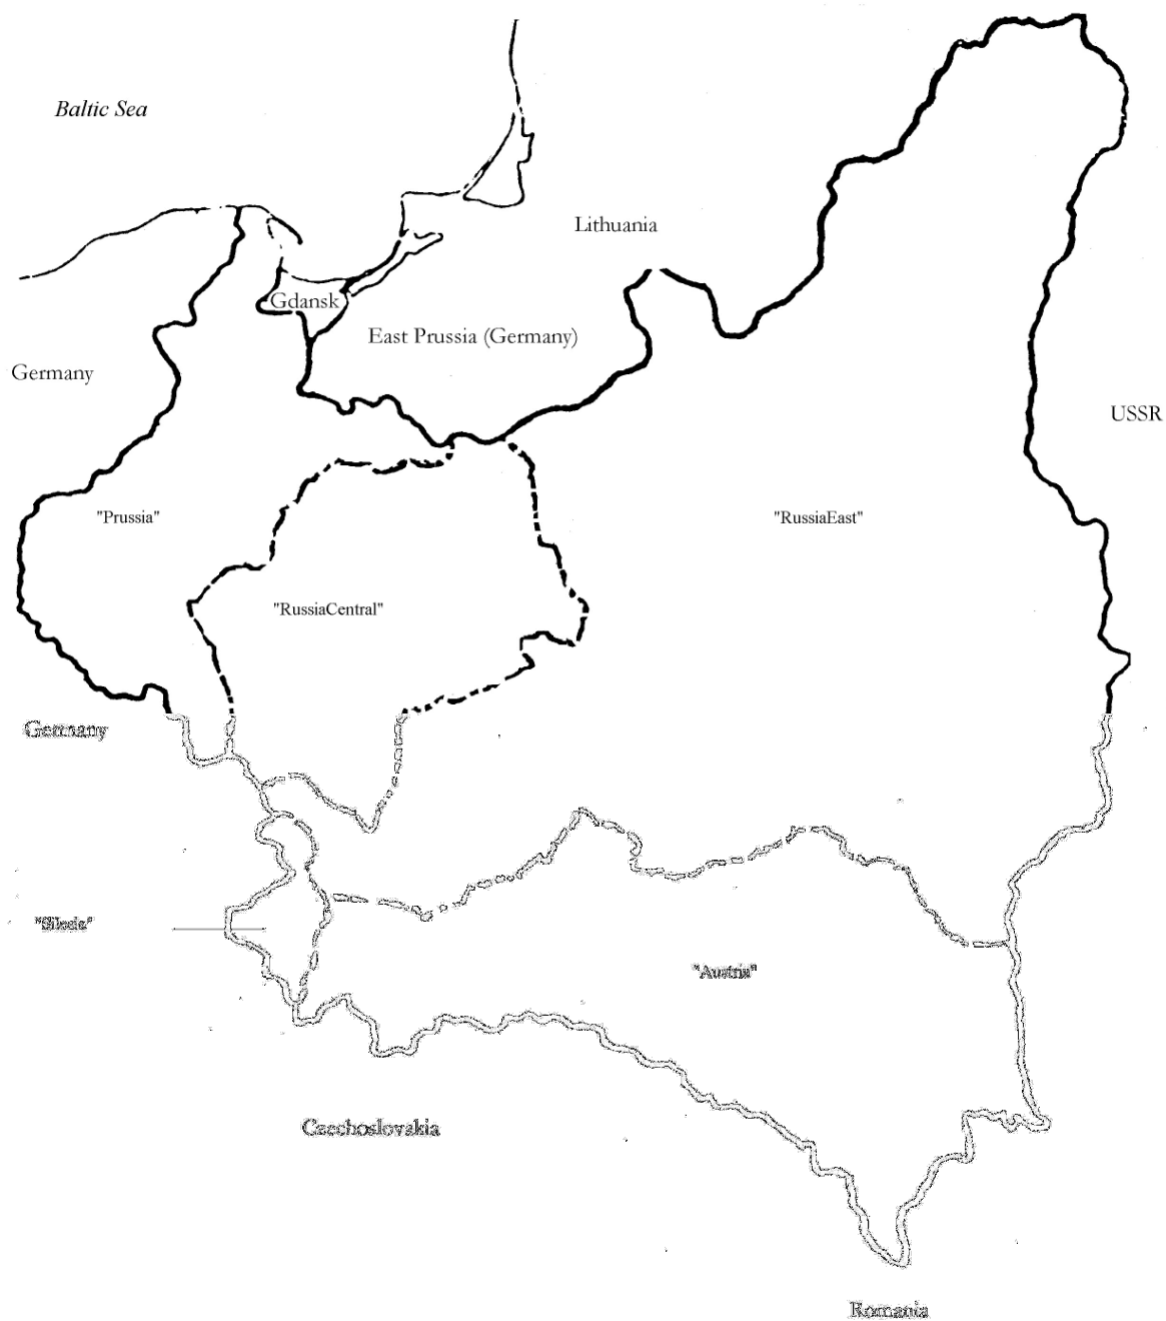 Baltic Sea
Lithuania
Gdansk
East Prussia (Germany)
Germany
USSR
"Prussia"
"RussiaEast"
"RussiaCentral"
Germany
"Silesia"
"Austria"
Czechoslovakia
Romania